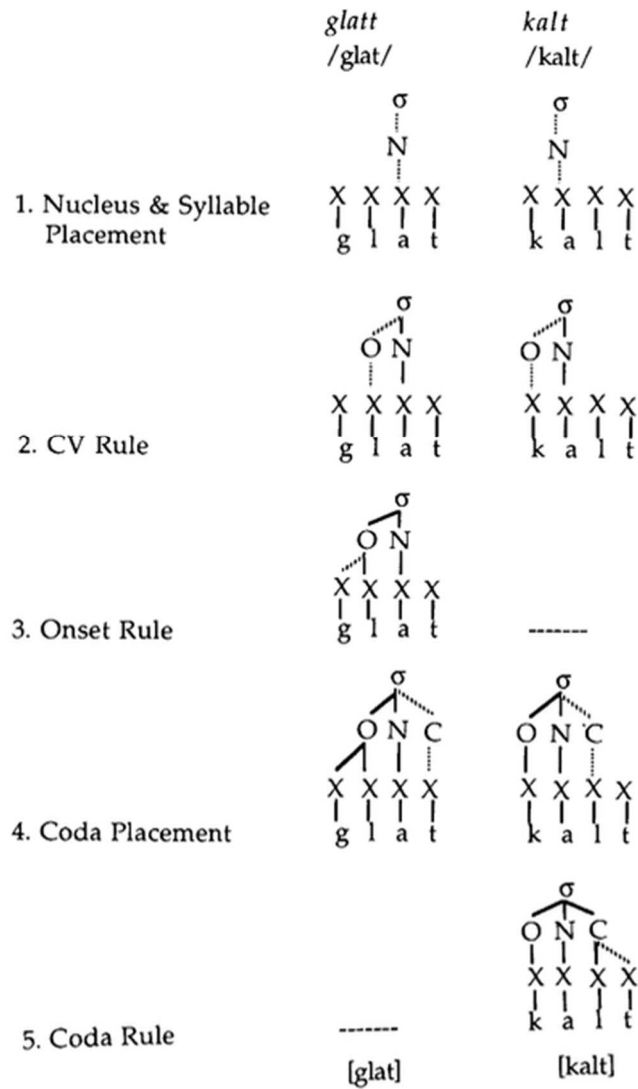 glatt kalt
/glat/ /kalt/
σ σ
N N
X X X X X X X X
1. Nucleus & Syllable
Placement
g l a t k a l t
σ σ
O N O N
X X X X X X X X
2. CV Rule
g l a t k a l t
σ
O N
X X X X
3. Onset Rule -------
g l a t
σ σ
O N C O N C
X X X X X X X X
4. Coda Placement
g l a t k a l t
σ
O N C
X X X X
k a l t
5. Coda Rule -------
[glat] [kalt]